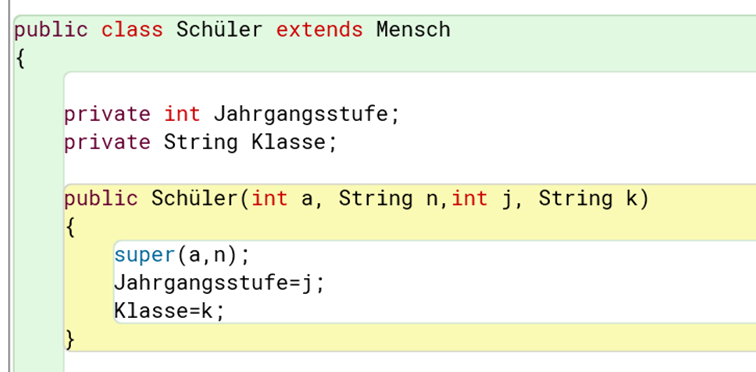 public class Schüler extends Mensch
{
private int Jahrgangsstufe;
private String Klasse;
public Schüler(int a, String n,int j, String k)
{
super(a,n);
Jahrgangsstufe=j;
Klasse=k;
}